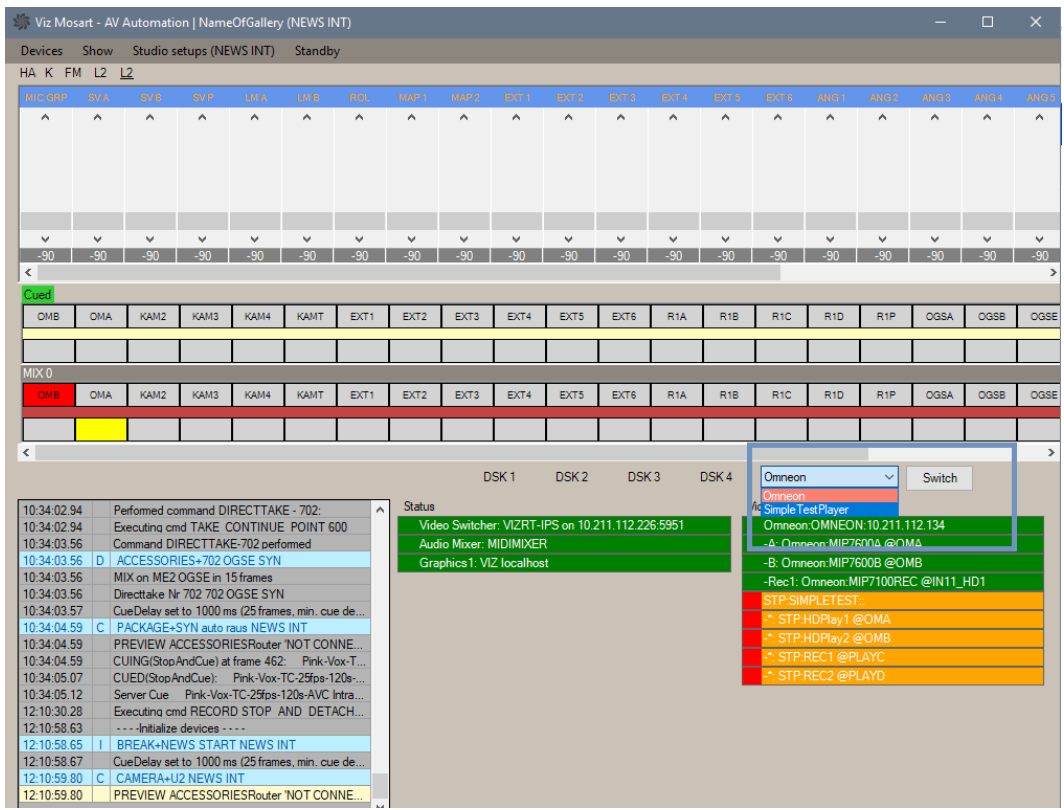 Viz Mosart - AV Automation | NameOfGallery (NEWS INT)
Devices Show Studio setups (NEWS INT) Standby
HA K FM L2 L2
MIC GRP SV A SV B SV P LM A LM B ROL MAP 1 MAP 2 EXT 1 EXT 2 EXT 3 EXT 4 EXT 5 EXT 6 ANG 1 ANG 2 ANG 3 ANG 4 ANG 5
-90 -90 -90 -90 -90 -90 -90 -90 -90 -90 -90 -90 -90 -90 -90 -90 -90 -90 -90 -90
Cued
OMB OMA KAM2 KAM3 KAM4 KAMT EXT1 EXT2 EXT3 EXT4 EXT5 EXT6 R1A R1B R1C R1D R1P OGSA OGSB OGSE
MIX 0
OMB OMA KAM2 KAM3 KAM4 KAMT EXT1 EXT2 EXT3 EXT4 EXT5 EXT6 R1A R1B R1C R1D R1P OGSA OGSB OGSE
DSK 1 DSK 2 DSK 3 DSK 4 Omneon Switch
Omneon
SimpleTestPlayer
10:34:02.94 Performed command DIRECTTAKE - 702:
10:34:02.94 Executing cmd TAKE CONTINUE POINT 600
10:34:03.56 Command DIRECTTAKE-702 performed
10:34:03.56 D ACCESSORIES+702 OGSE SYN
10:34:03.56 MIX on ME2 OGSE in 15 frames
10:34:03.56 Directtake Nr 702 702 OGSE SYN
10:34:03.57 CueDelay set to 1000 ms (25 frames, min. cue de...
10:34:04.59 C PACKAGE+SYN auto raus NEWS INT
10:34:04.59 PREVIEW ACCESSORIESRouter 'NOT CONNE...
10:34:04.59 CUING(StopAndCue) at frame 462: Pink-Vox-T...
10:34:05.07 CUED(StopAndCue): Pink-Vox-TC-25fps-120s-...
10:34:05.12 Server Cue Pink-Vox-TC-25fps-120s-AVC Intra...
12:10:30.28 Executing cmd RECORD STOP AND DETACH...
12:10:58.63 - - - -Initialize devices - - - -
12:10:58.65 I BREAK+NEWS START NEWS INT
12:10:58.67 CueDelay set to 1000 ms (25 frames, min. cue de...
12:10:59.80 C CAMERA+U2 NEWS INT
12:10:59.80 PREVIEW ACCESSORIESRouter 'NOT CONNE...
Status
Video Switcher: VIZRT-IPS on 10.211.112.226:5951
Audio Mixer: MIDIMIXER
Graphics1: VIZ localhost
Omneon:OMNEON:10.211.112.134
-A: Omneon:MIP7600A @OMA
-B: Omneon:MIP7600B @OMB
-Rec1: Omneon:MIP7100REC @IN11_HD1
STP:SIMPLETEST::
-*: STP:HDPlay1 @OMA
-*: STP:HDPlay2 @OMB
-*: STP:REC1 @PLAYC
-*: STP:REC2 @PLAYD